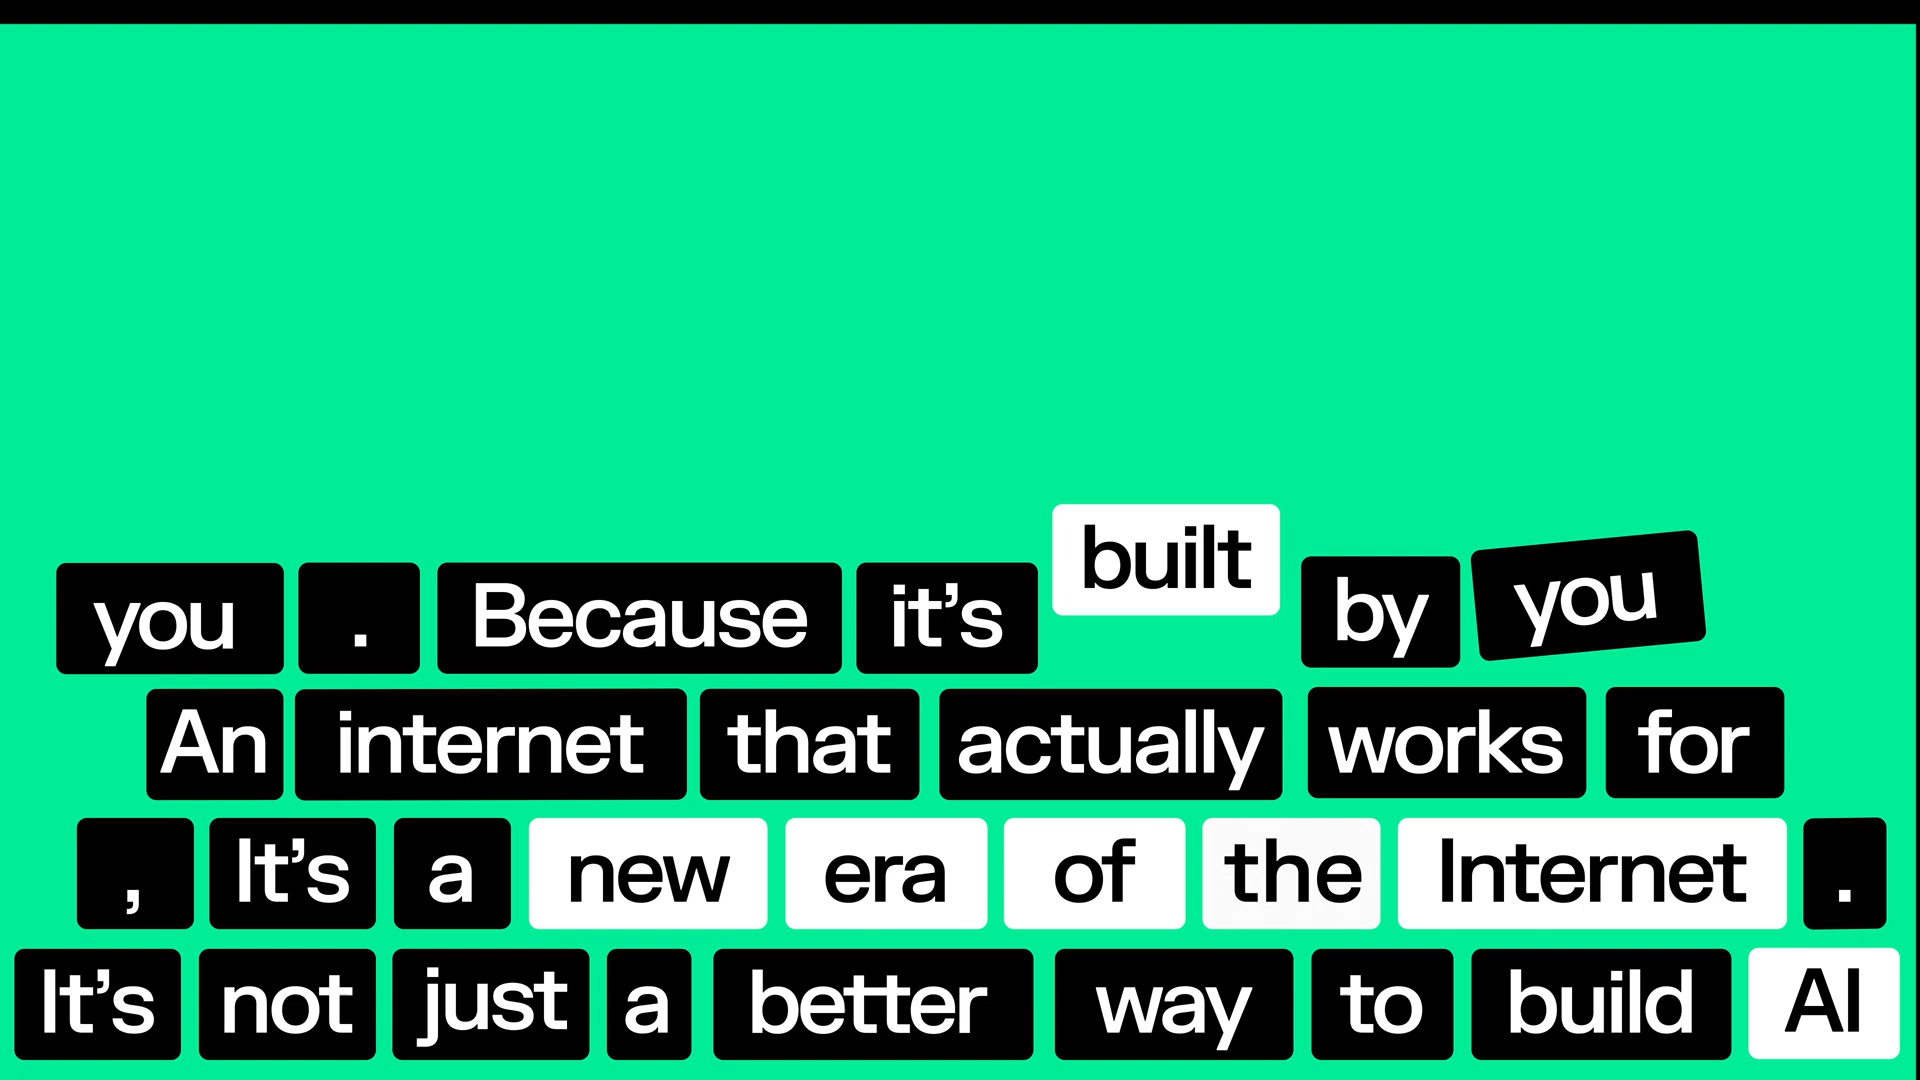 you . Because it’s built by you
An internet that actually works for
, It’s a new era of the Internet .
It’s not just a better way to build AI